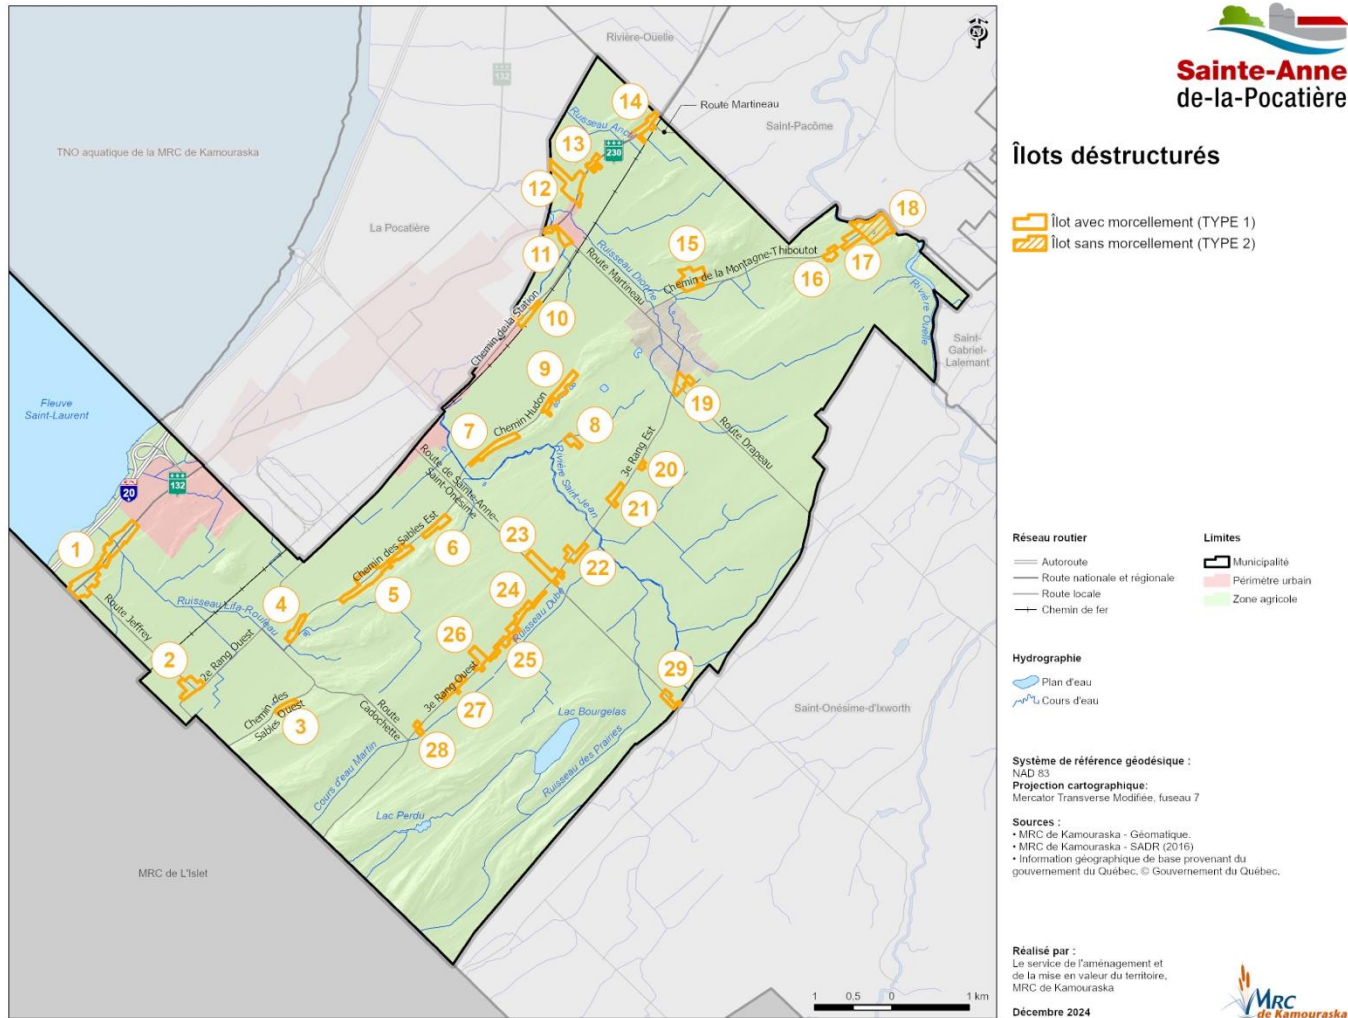 Sainte-Anne
de-la-Pocatière
Îlots déstructurés
Îlot avec morcellement (TYPE 1)
Îlot sans morcellement (TYPE 2)
Réseau routier
Autoroute
Route nationale et régionale
Route locale
Chemin de fer
Limites
Municipalité
Périmètre urbain
Zone agricole
Hydrographie
Plan d'eau
Cours d'eau
Système de référence géodésique :
NAD 83
Projection cartographique:
Mercator Transverse Modifiée, fuseau 7
Sources :
• MRC de Kamouraska - Géomatique.
• MRC de Kamouraska - SADR (2016)
• Information géographique de base provenant du
gouvernement du Québec, © Gouvernement du Québec,
Réalisé par :
Le service de l'aménagement et
de la mise en valeur du territoire,
MRC de Kamouraska
Décembre 2024
MRC
de Kamouraska
Rivière-Ouelle
132
N
14
Route Martineau
Ruisseau Anc
Saint-Pacôme
TNO aquatique de la MRC de Kamouraska
13
230
12
18
La Pocatière
11
15
Ruisseau Dionne
Route Martineau
Chemin de la Montagne-Thiboutot
16
17
Rivière Ouelle
Chemin de la Station
10
Saint-
Gabriel-
Lalemant
9
Fleuve
Saint-Laurent
Chemin Hudon
19
7
8
Route Drapeau
Route de Sainte-Anne–
Saint-Onésime
Rivière Saint-Jean
3e Rang Est
20
20
132
21
1
Chemin des Sables Est
6
23
22
Route Jeffrey
Ruisseau Lifa-Rouleau
4
5
24
Ruisseau Dubé
2
2e Rang Ouest
26
25
29
Chemin des
Sables Ouest
3
Route
Cadochette
3e Rang Ouest
27
Lac Bourgelas
Saint-Onésime-d'Ixworth
28
Cours d'eau Martin
Ruisseau des Prairies
Lac Perdu
MRC de L'Islet
1 0.5 0 1 km